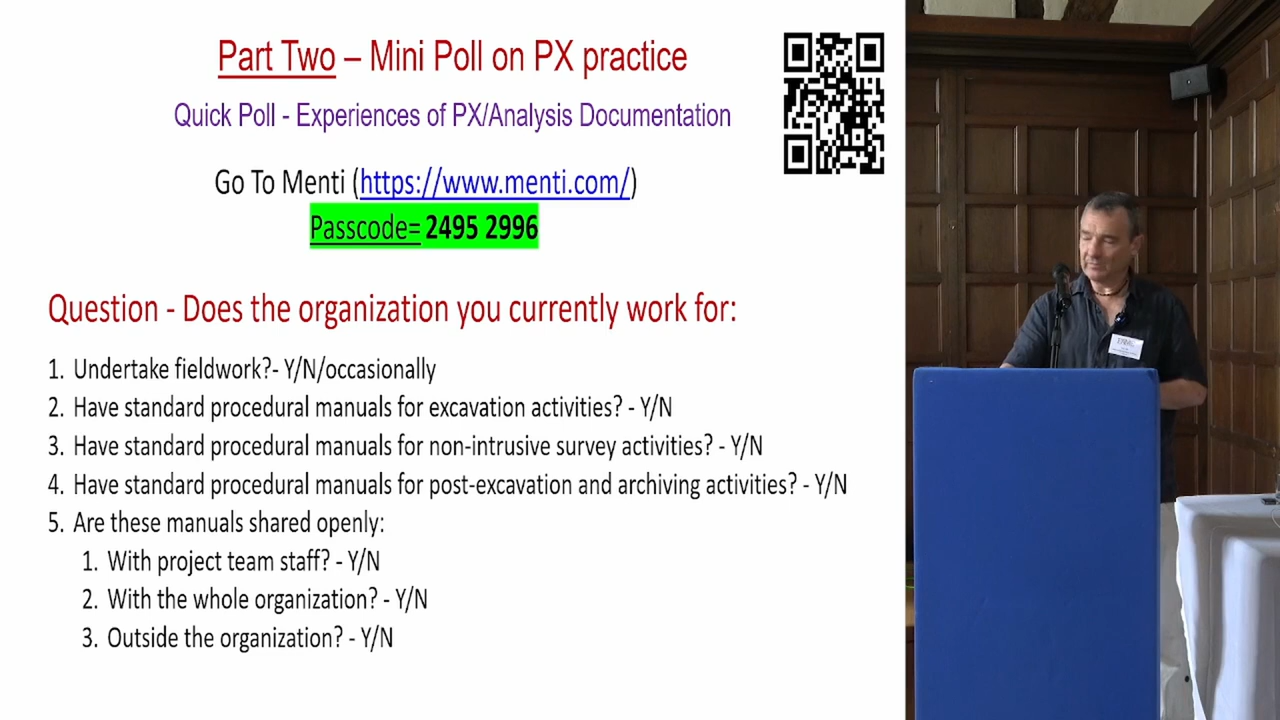 Part Two – Mini Poll on PX practice
Quick Poll - Experiences of PX/Analysis Documentation
Go To Menti (https://www.menti.com/)
Passcode= 2495 2996
Question - Does the organization you currently work for:
1. Undertake fieldwork?- Y/N/occasionally
2. Have standard procedural manuals for excavation activities? - Y/N
3. Have standard procedural manuals for non-intrusive survey activities? - Y/N
4. Have standard procedural manuals for post-excavation and archiving activities? - Y/N
5. Are these manuals shared openly:
1. With project team staff? - Y/N
2. With the whole organization? - Y/N
3. Outside the organization? - Y/N